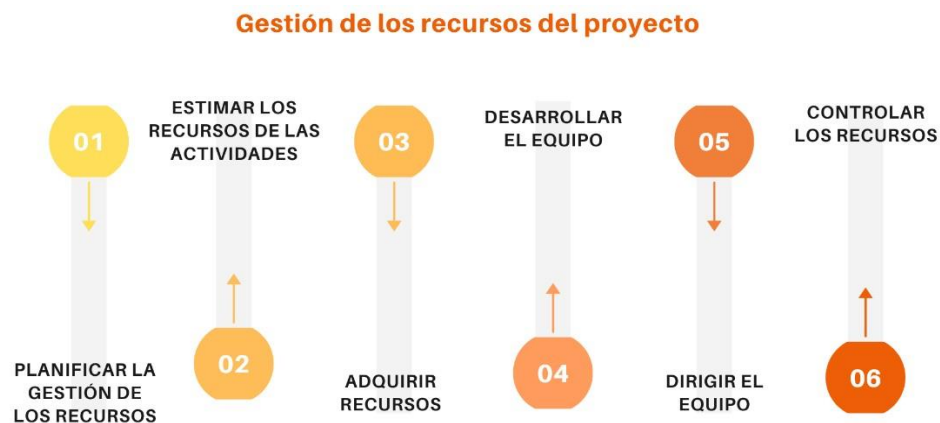 Gestión de los recursos del proyecto
01
PLANIFICAR LA
GESTIÓN DE
LOS RECURSOS
ESTIMAR LOS
RECURSOS DE LAS
ACTIVIDADES
02
03
ADQUIRIR
RECURSOS
DESARROLLAR
EL EQUIPO
04
05
DIRIGIR EL
EQUIPO
CONTROLAR
LOS RECURSOS
06